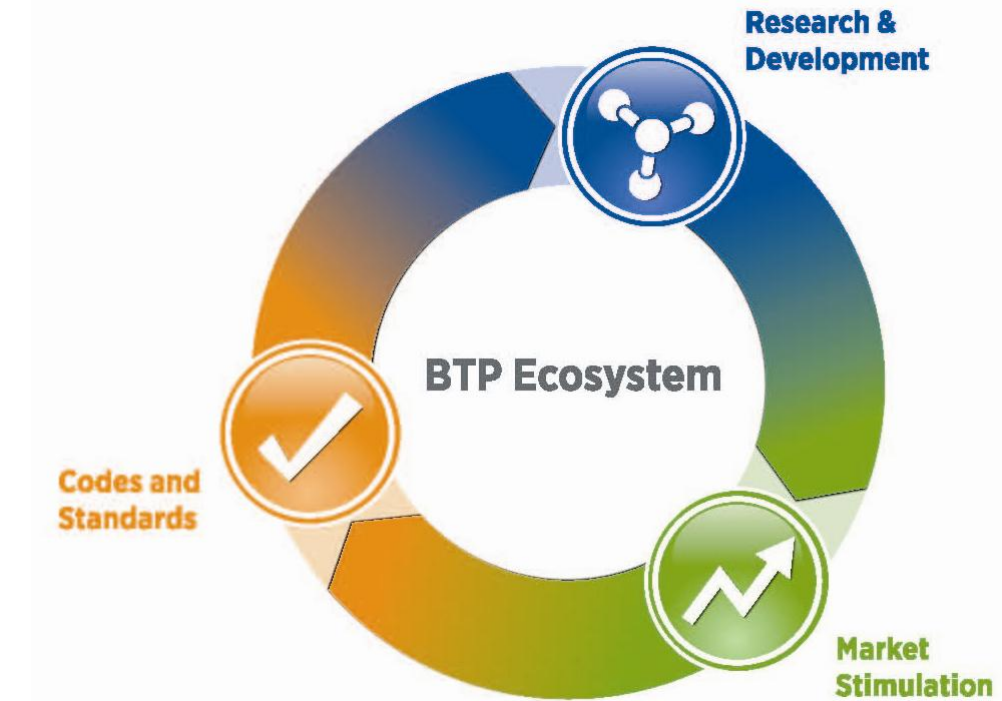 Research &
Development
BTP Ecosystem
Codes and
Standards
Market
Stimulation